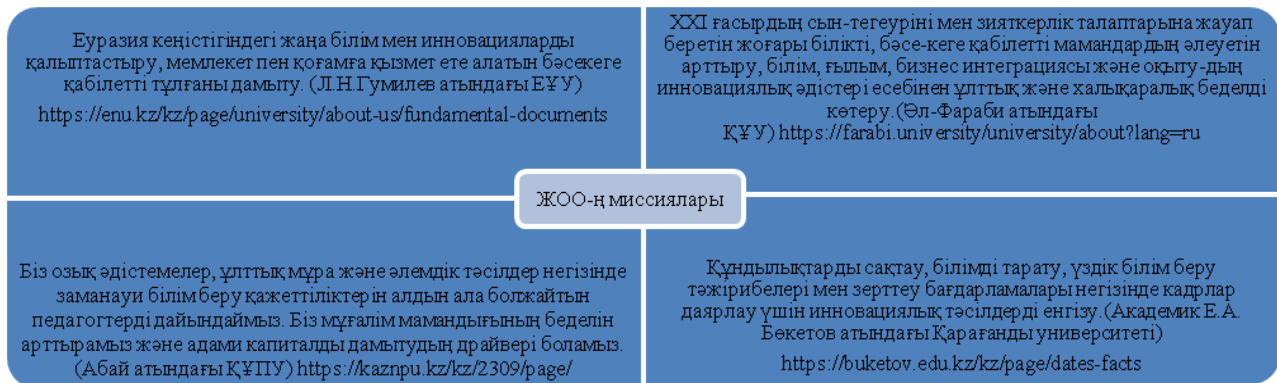 Еуразия кеңістігіндегі жаңа білім мен инновацияларды
қалыптастыру, мемлекет пен қоғамға қызмет ете алатын бәсекеге
қабілетті тұлғаны дамыту. (Л.Н.Гумилев атындағы ЕҰУ)
https://enu.kz/kz/page/university/about-us/fundamental-documents
XXI ғасырдың сын-тегеуріні мен зияткерлік талаптарына жауап
беретін жоғары білікті, бәсе-кеге қабілетті мамандардың әлеуетін
арттыру, білім, ғылым, бизнес интеграциясы және оқыту-дың
инновациялық әдістері есебінен ұлттық және халықаралық беделді
көтеру.(Әл-Фараби атындағы
ҚҰУ) https://farabi.university/university/about?lang=ru
ЖОО-ң миссиялары
Біз озық әдістемелер, ұлттық мұра және әлемдік тәсілдер негізінде
заманауи білім беру қажеттіліктерін алдын ала болжайтын
педагогтерді дайындаймыз. Біз мұғалім мамандығының беделін
арттырамыз және адами капиталды дамытудың драйвері боламыз.
(Абай атындағы ҚҰПУ) https://kaznpu.kz/kz/2309/page/
Құндылықтарды сақтау, білімді тарату, үздік білім беру
тәжірибелері мен зерттеу бағдарламалары негізінде кадрлар
даярлау үшін инновациялық тәсілдерді енгізу.(Академик Е.А.
Бөкетов атындағы Қарағанды университеті)
https://buketov.edu.kz/kz/page/dates-facts